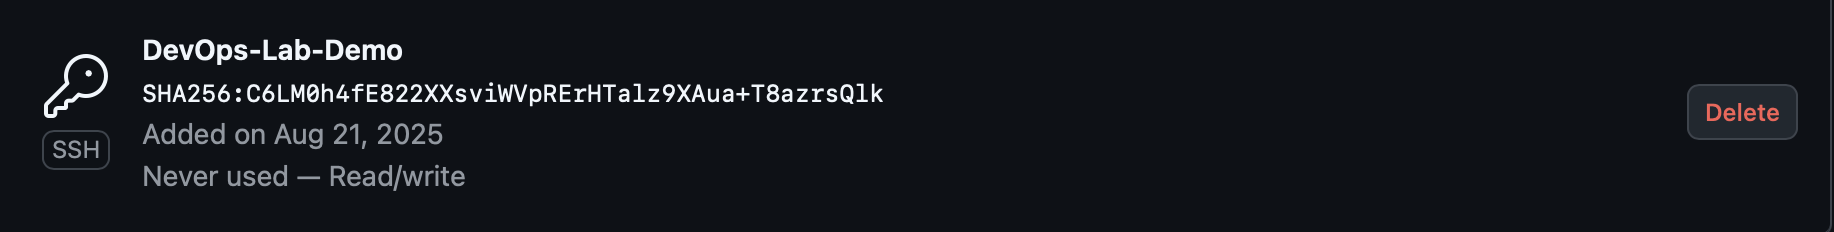 DevOps-Lab-Demo
SHA256:C6LM0h4fE822XXsviWVpRErHTalz9XAua+T8azrsQlk
Added on Aug 21, 2025
SSH
Never used — Read/write
Delete